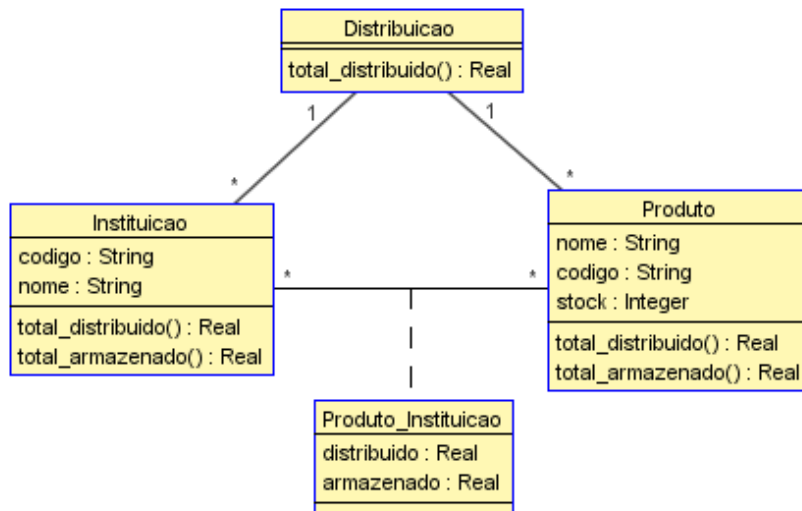 Distribuicao
total_distribuido() : Real
1
1
*
*
Instituicao
codigo : String
nome : String
total_distribuido() : Real
total_armazenado() : Real
*
*
Produto
nome : String
codigo : String
stock : Integer
total_distribuido() : Real
total_armazenado() : Real
Produto_Instituicao
distribuido : Real
armazenado : Real